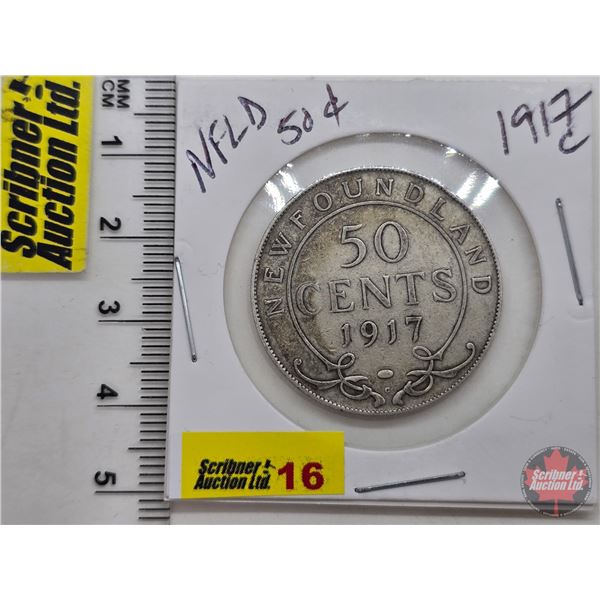 Scribner
Auction Ltd.
MM
CM
1
2
3
4
5
NFLD 50¢
1917C
NEWFOUNDLAND
50
CENTS
1917
C
Scribner
Auction Ltd.
16
Scribner
Auction Ltd.